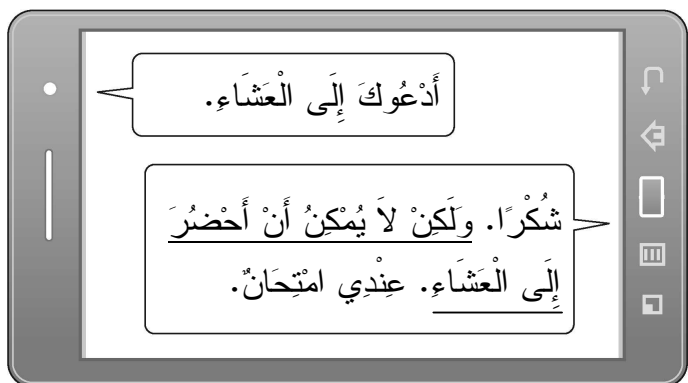 أَدْعُوكَ إِلَى الْعَشَاءِ.
شُكْرًا. وَلَكِنْ لاَ يُمْكِنُ أَنْ أَحْضُرَ
إِلَى الْعَشَاءِ. عِنْدِي امْتِحَانٌ.